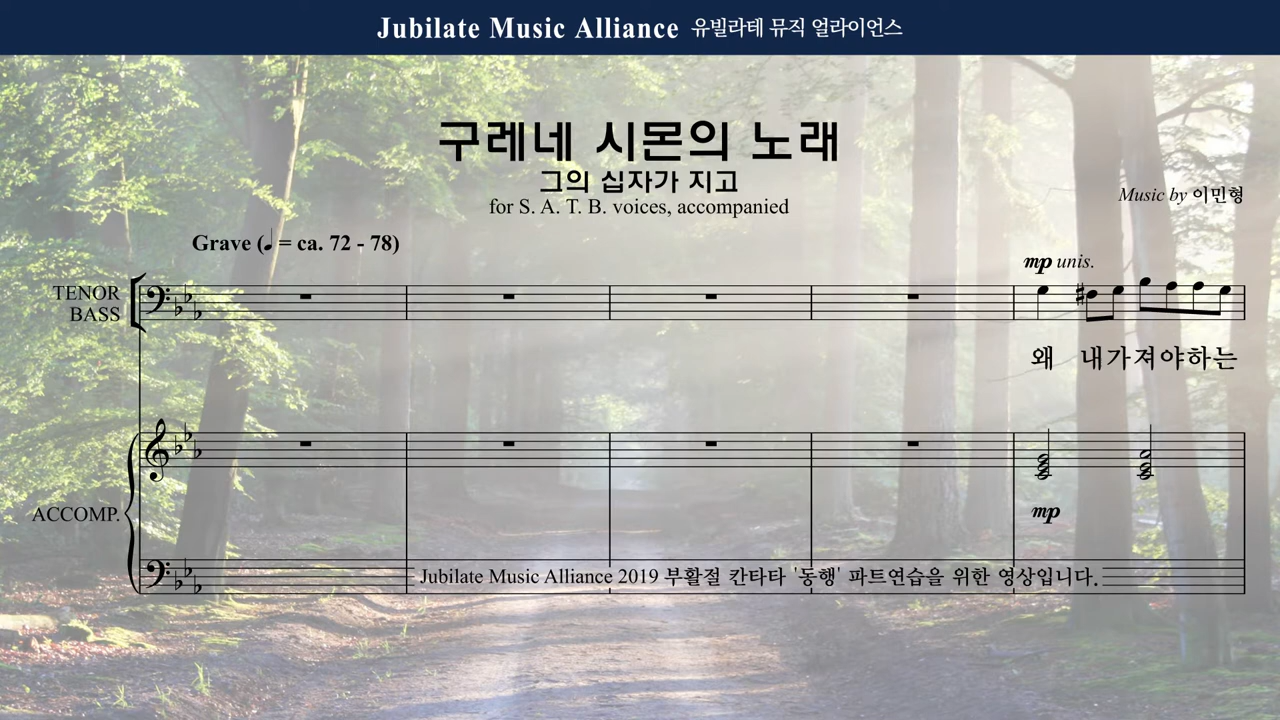 Jubilate Music Alliance 유빌라테 뮤직 얼라이언스
구레네 시몬의 노래
그의 십자가 지고
for S. A. T. B. voices, accompanied
Music by 이민형
Grave (♩ = ca. 72 - 78)
mp unis.
TENOR
BASS
왜 내가져야하는
ACCOMP.
mp
Jubilate Music Alliance 2019 부활절 칸타타 '동행' 파트연습을 위한 영상입니다.